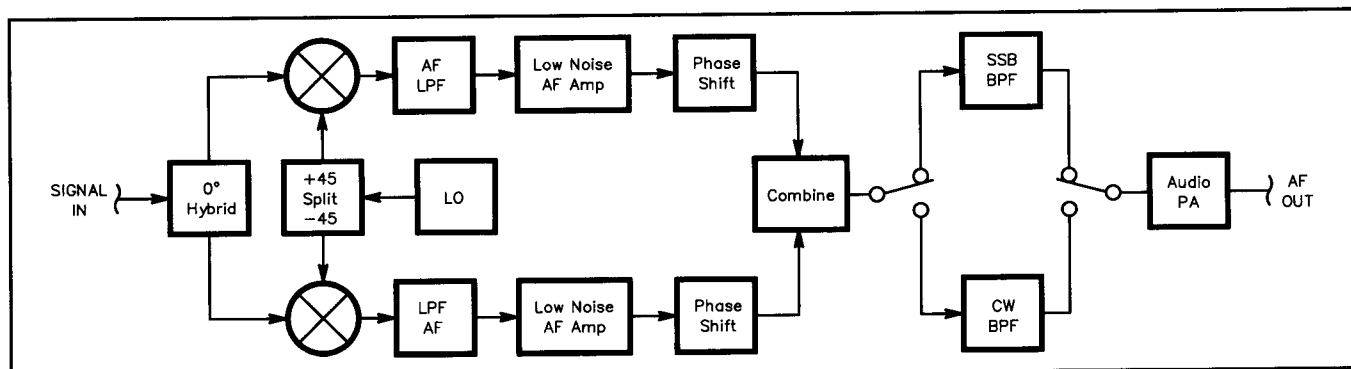 SIGNAL
IN
0°
Hybrid
AF
LPF
Low Noise
AF Amp
Phase
Shift
+45
Split
-45
LO
LPF
AF
Low Noise
AF Amp
Phase
Shift
Combine
SSB
BPF
CW
BPF
Audio
PA
AF
OUT